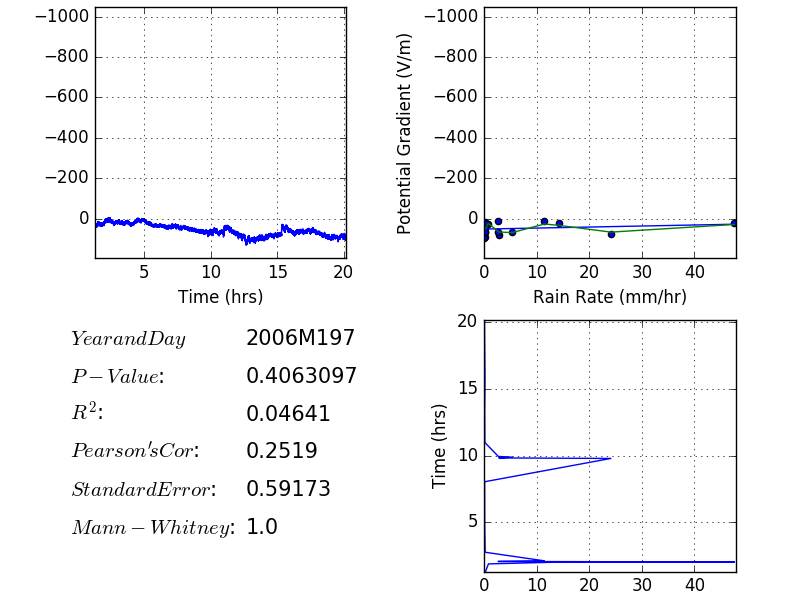 −1000
−800
−600
−400
−200
0
5 10 15 20
Time (hrs)
Potential Gradient (V/m)
−1000
−800
−600
−400
−200
0
0 10 20 30 40
Rain Rate (mm/hr)
YearandDay 2006M197
P−Value: 0.4063097
R²: 0.04641
Pearson'sCor: 0.2519
StandardError: 0.59173
Mann−Whitney: 1.0
Time (hrs)
20
15
10
5
0 10 20 30 40